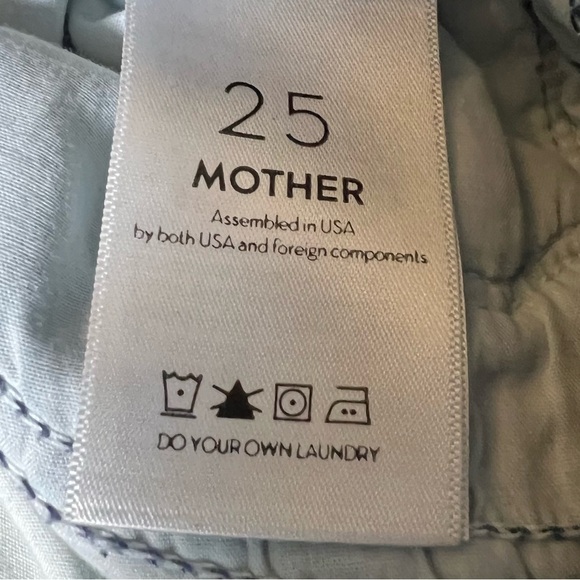 25
MOTHER
Assembled in USA
by both USA and foreign components
DO YOUR OWN LAUNDRY